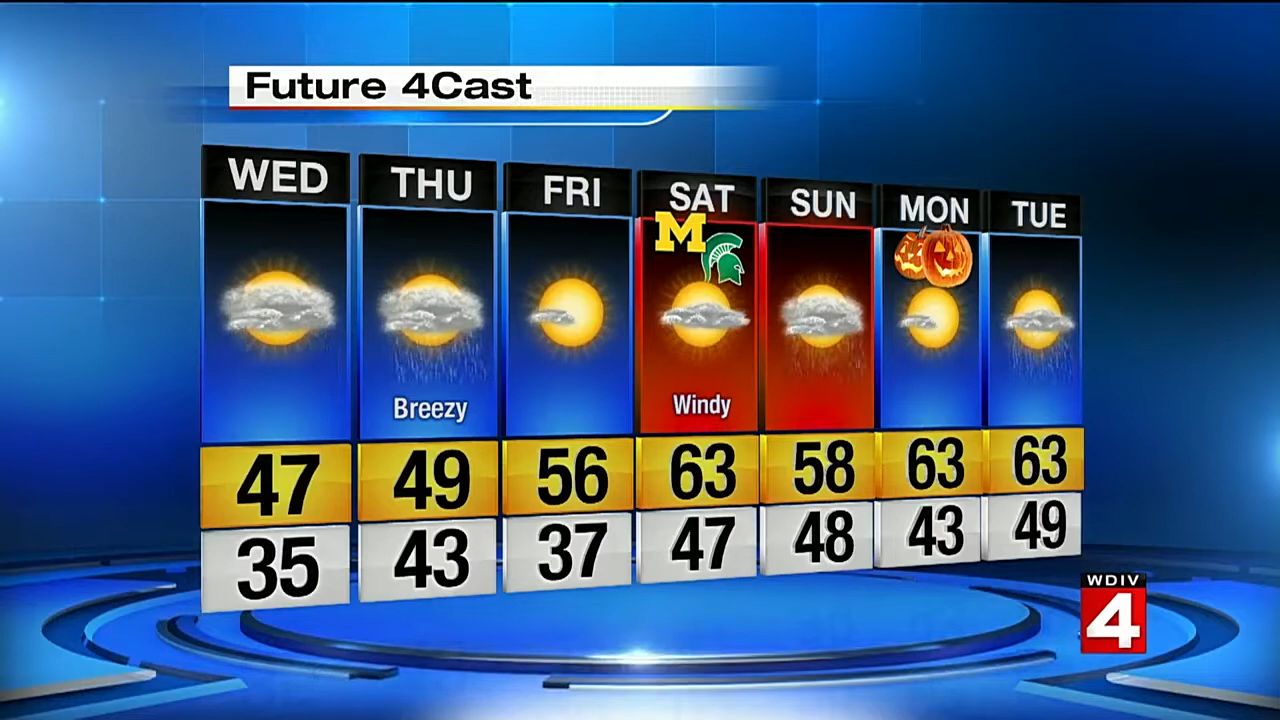 Future 4Cast
WED THU FRI SAT SUN MON TUE
M
Breezy Windy
47 49 56 63 58 63 63
35 43 37 47 48 43 49
WDIV
4